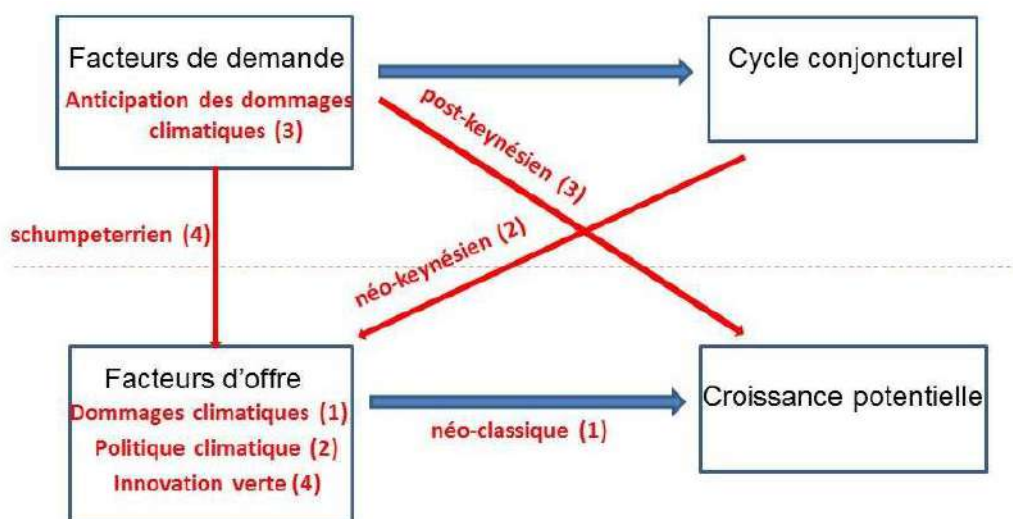 Facteurs de demande
Anticipation des dommages
climatiques (3)
Cycle conjoncturel
post-keynésien (3)
schumpeterrien (4)
néo-keynésien (2)
Facteurs d'offre
Dommages climatiques (1)
Politique climatique (2)
Innovation verte (4)
néo-classique (1)
Croissance potentielle